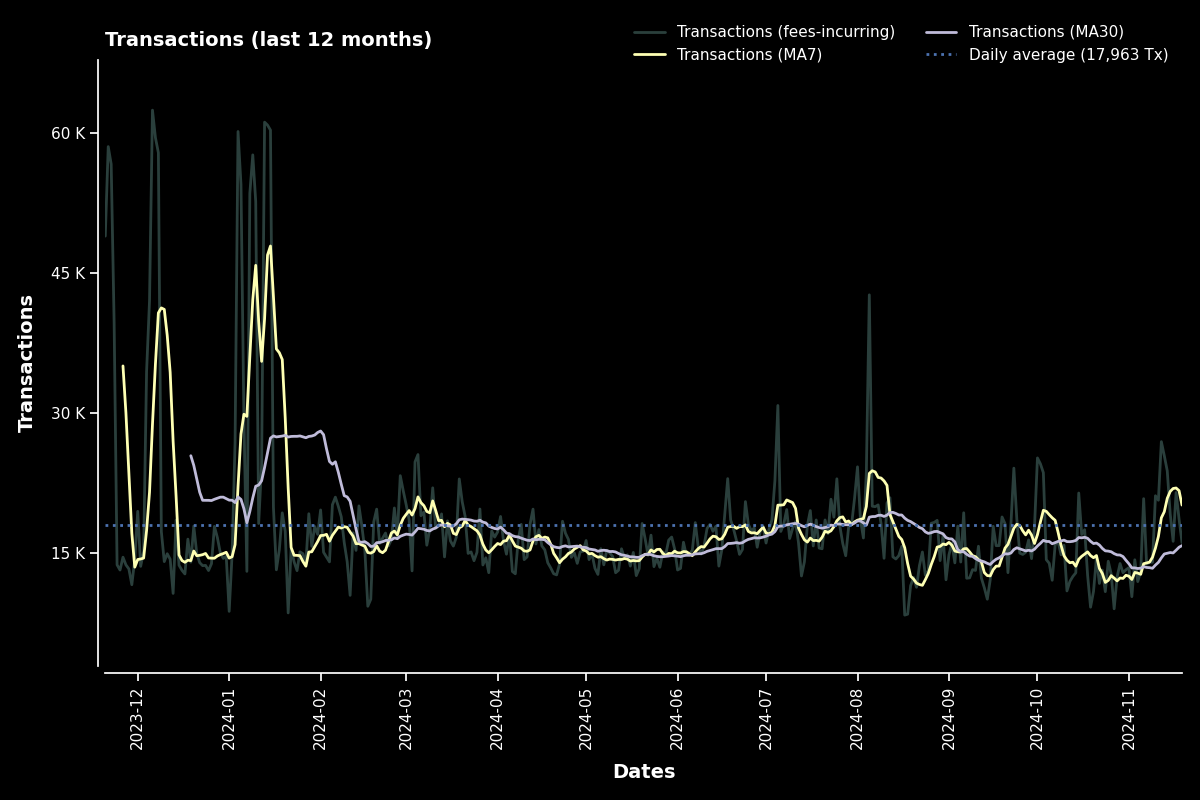 Transactions (last 12 months)
Transactions (fees-incurring)
Transactions (MA7)
Transactions (MA30)
Daily average (17,963 Tx)
Transactions
60 K
45 K
30 K
15 K
2023-12
2024-01
2024-02
2024-03
2024-04
2024-05
2024-06
2024-07
2024-08
2024-09
2024-10
2024-11
Dates